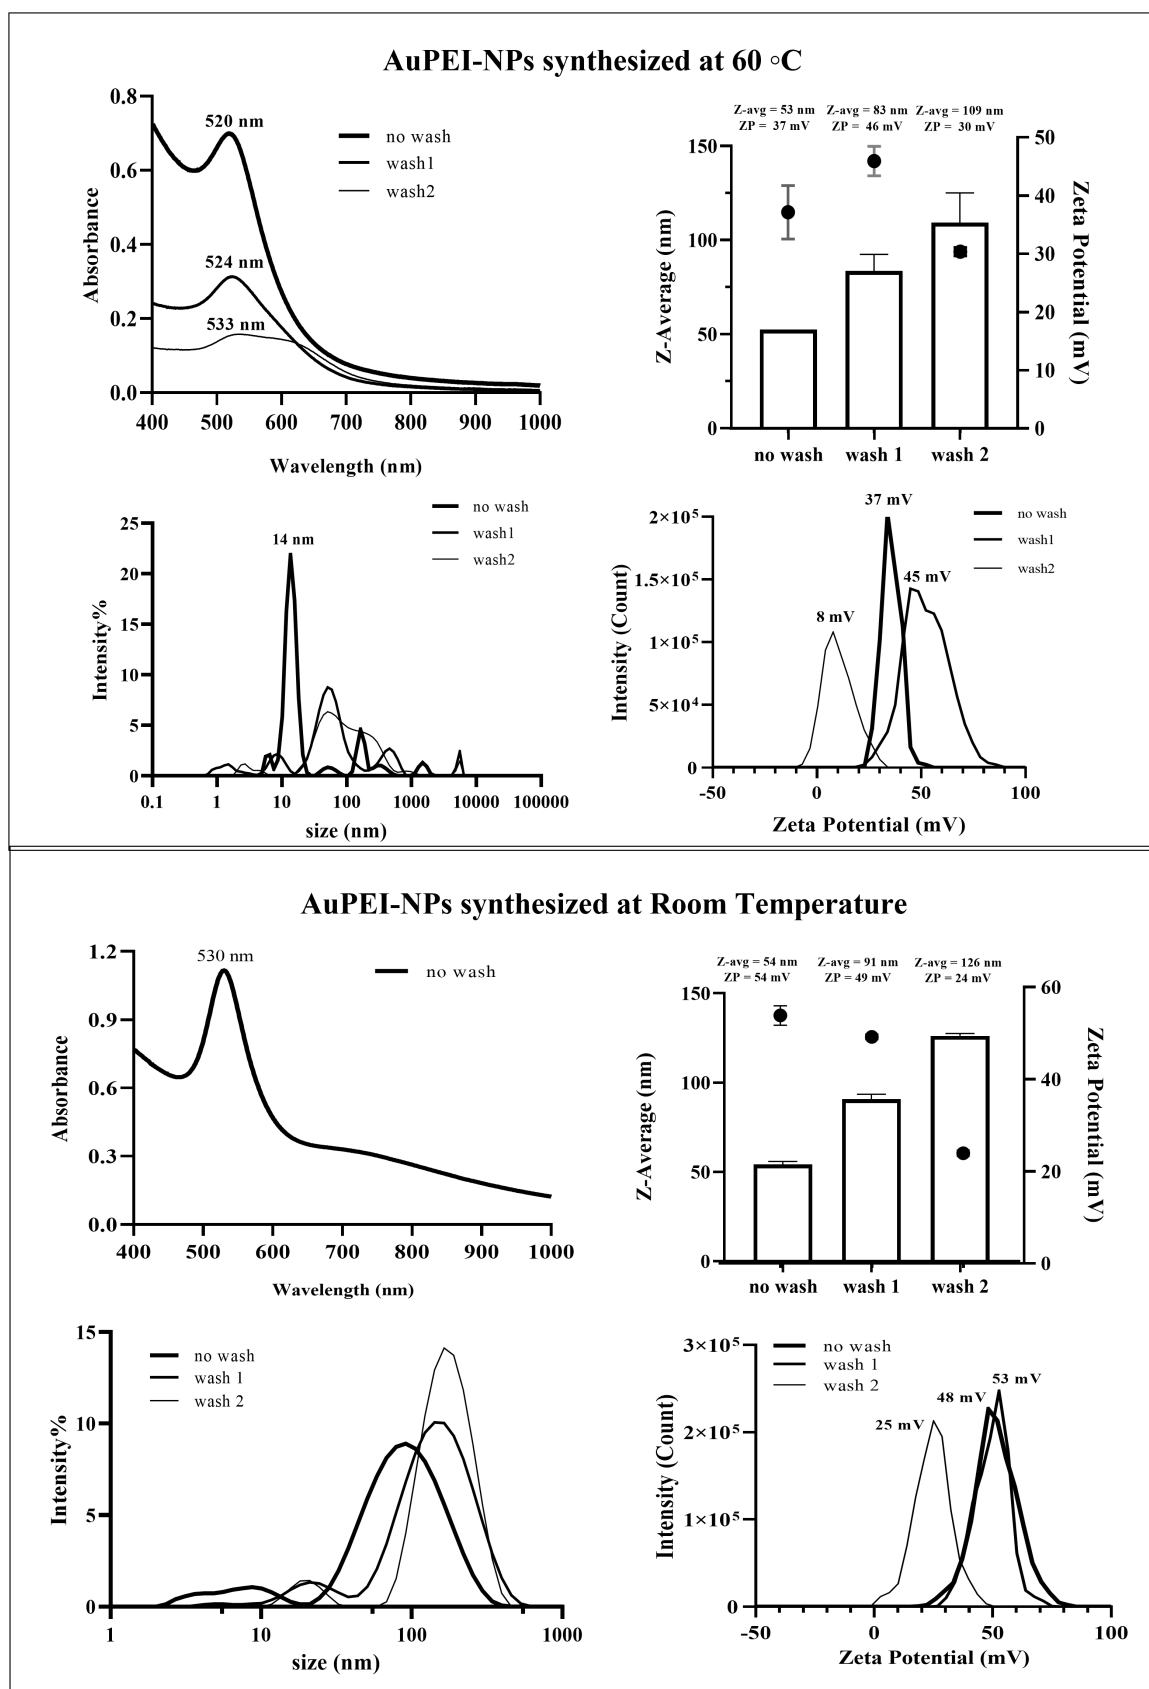 AuPEI-NPs synthesized at 60 °C
0.8
0.6
0.4
0.2
0.0
Absorbance
520 nm
524 nm
533 nm
no wash
wash1
wash2
400 500 600 700 800 900 1000
Wavelength (nm)
Z-avg = 53 nm Z-avg = 83 nm Z-avg = 109 nm
ZP = 37 mV ZP = 46 mV ZP = 30 mV
150
100
50
0
Z-Average (nm)
50
40
30
20
10
0
Zeta Potential (mV)
no wash wash 1 wash 2
25
20
15
10
5
0
Intensity%
14 nm
no wash
wash1
wash2
0.1 1 10 100 1000 10000 100000
size (nm)
2×10⁵
1.5×10⁵
1×10⁵
5×10⁴
0
Intensity (Count)
37 mV
45 mV
8 mV
no wash
wash1
wash2
-50 0 50 100
Zeta Potential (mV)
AuPEI-NPs synthesized at Room Temperature
1.2
0.9
0.6
0.3
0.0
Absorbance
530 nm
no wash
400 500 600 700 800 900 1000
Wavelength (nm)
Z-avg = 54 nm Z-avg = 91 nm Z-avg = 126 nm
ZP = 54 mV ZP = 49 mV ZP = 24 mV
150
100
50
0
Z-Average (nm)
60
40
20
0
Zeta Potential (mV)
no wash wash 1 wash 2
15
10
5
0
Intensity%
no wash
wash 1
wash 2
1 10 100 1000
size (nm)
3×10⁵
2×10⁵
1×10⁵
0
Intensity (Count)
no wash
wash 1
wash 2
53 mV
48 mV
25 mV
-50 0 50 100
Zeta Potential (mV)